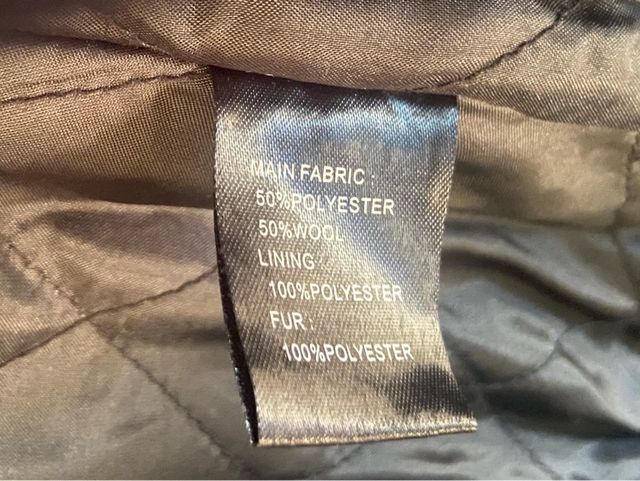 MAIN FABRIC :
50%POLYESTER
50%WOOL
LINING
100%POLYESTER
FUR :
100%POLYESTER